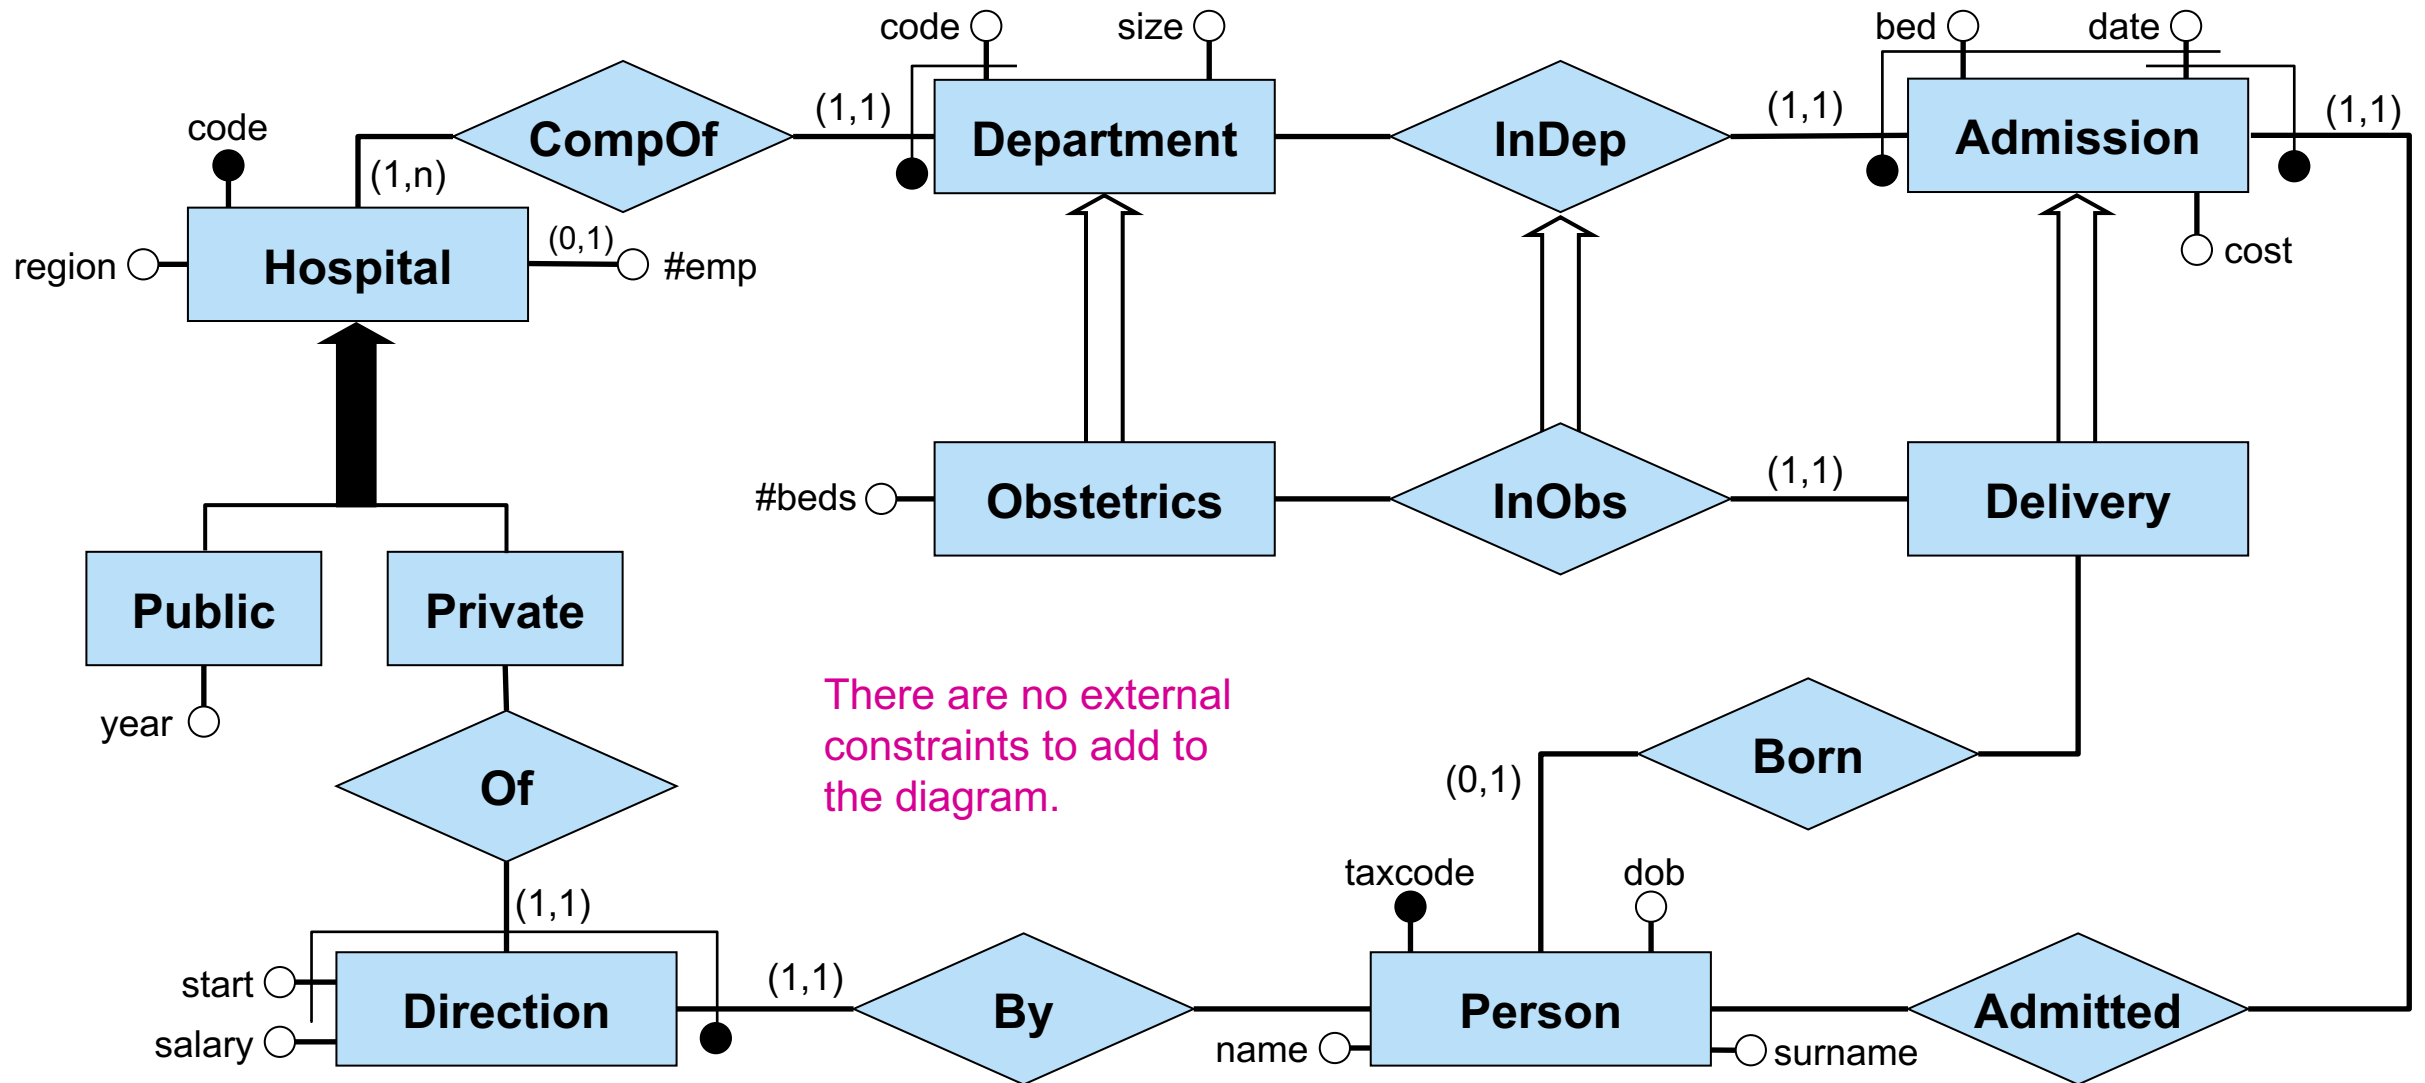 code
size
bed
date
(1,1)
(1,1)
(1,1)
code
CompOf
Department
InDep
Admission
(1,n)
region
Hospital
(0,1)
#emp
cost
#beds
Obstetrics
InObs
(1,1)
Delivery
Public
Private
year
There are no external
constraints to add to
the diagram.
Of
Born
(0,1)
taxcode
dob
(1,1)
start
salary
Direction
(1,1)
By
Person
name
surname
Admitted